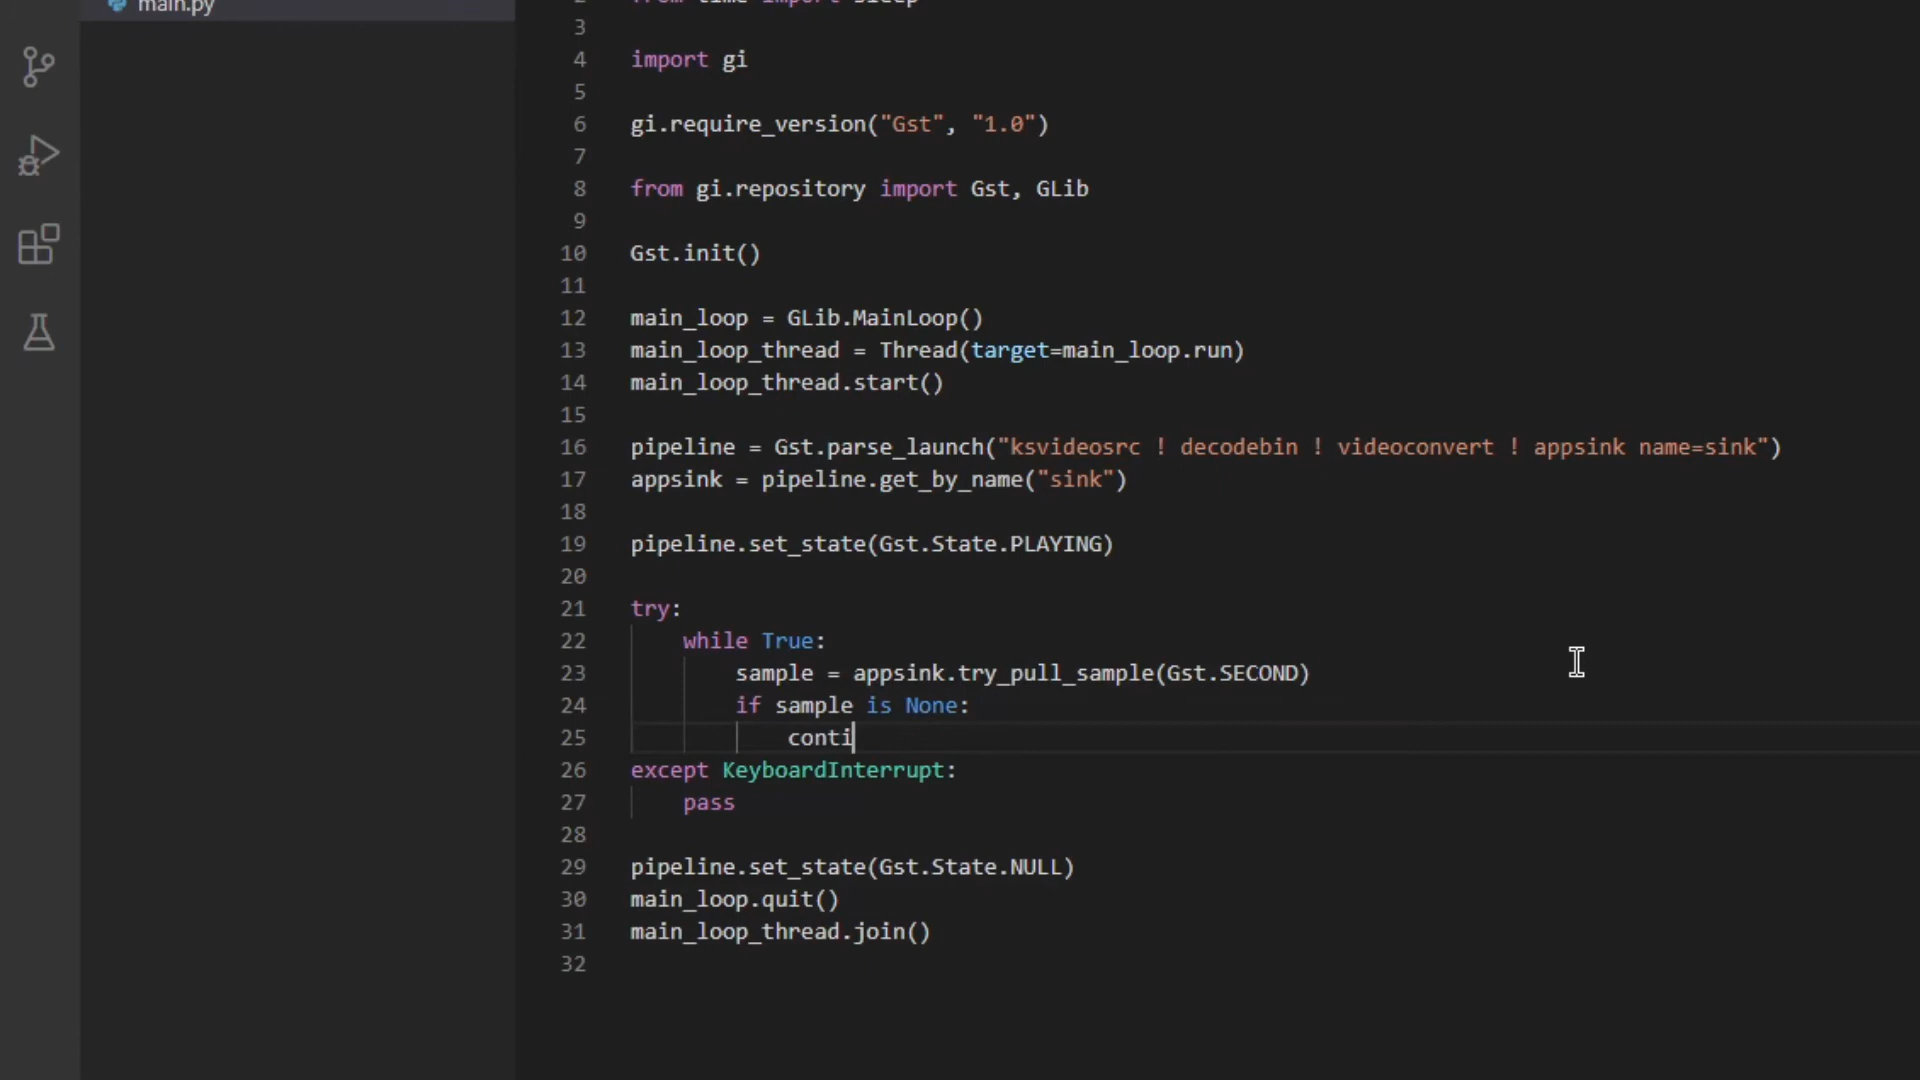 main.py
2 from time import sleep
3
4 import gi
5
6 gi.require_version("Gst", "1.0")
7
8 from gi.repository import Gst, GLib
9
10 Gst.init()
11
12 main_loop = GLib.MainLoop()
13 main_loop_thread = Thread(target=main_loop.run)
14 main_loop_thread.start()
15
16 pipeline = Gst.parse_launch("ksvideosrc ! decodebin ! videoconvert ! appsink name=sink")
17 appsink = pipeline.get_by_name("sink")
18
19 pipeline.set_state(Gst.State.PLAYING)
20
21 try:
22     while True:
23         sample = appsink.try_pull_sample(Gst.SECOND)
24         if sample is None:
25             conti
26 except KeyboardInterrupt:
27     pass
28
29 pipeline.set_state(Gst.State.NULL)
30 main_loop.quit()
31 main_loop_thread.join()
32